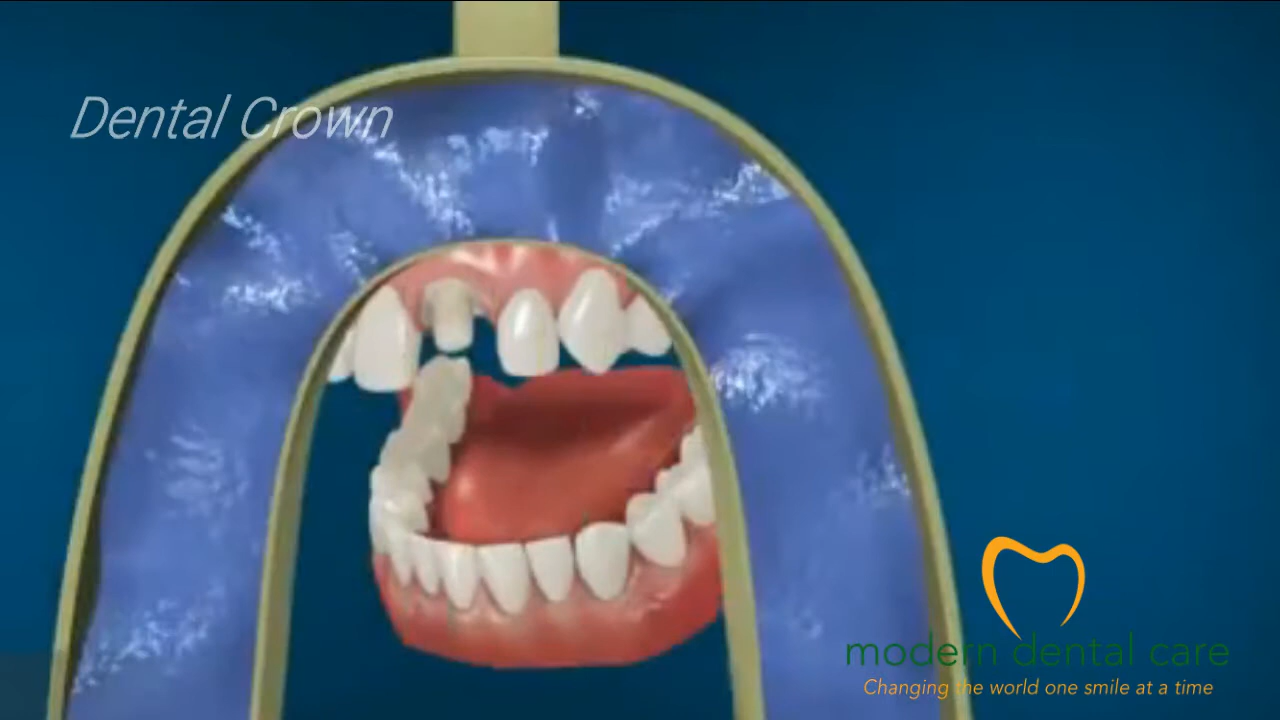 Dental Crown
modern dental care
Changing the world one smile at a time